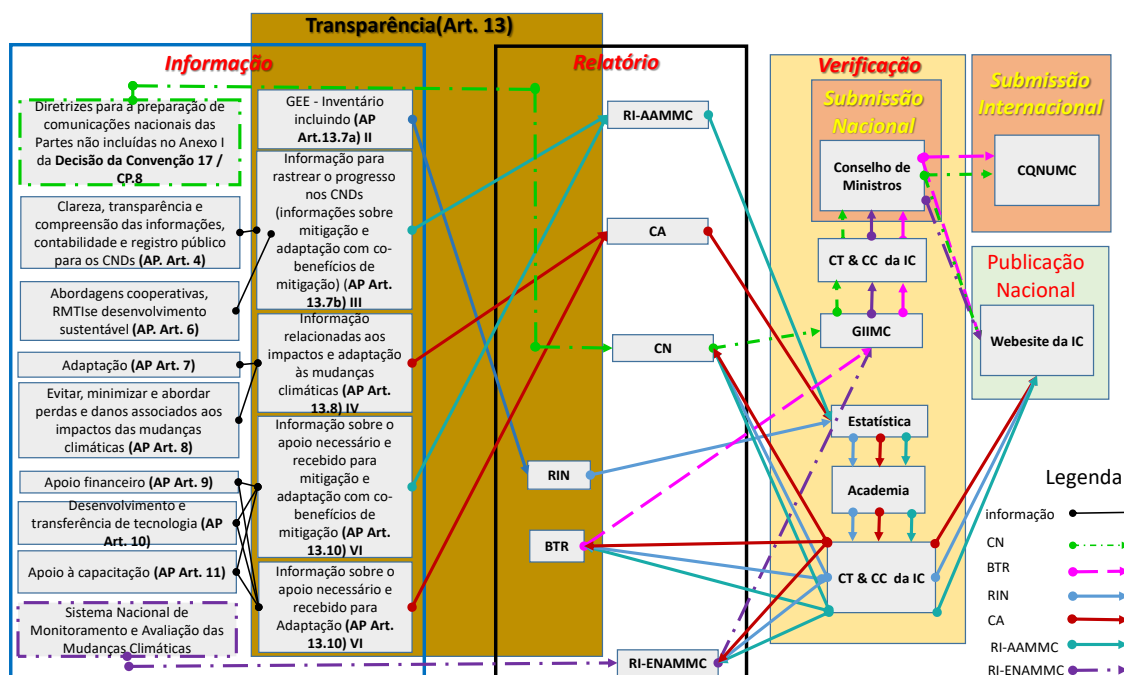 Transparência(Art. 13)
Informação
Relatório
Verificação
Submissão
Nacional
Submissão
Internacional
Diretrizes para a preparação de
comunicações nacionais das
Partes não incluídas no Anexo I
da Decisão da Convenção 17 /
CP.8
Clareza, transparência e
compreensão das informações,
contabilidade e registro público
para os CNDs (AP. Art. 4)
Abordagens cooperativas,
RMTIse desenvolvimento
sustentável (AP. Art. 6)
Adaptação (AP Art. 7)
Evitar, minimizar e abordar
perdas e danos associados aos
impactos das mudanças
climáticas (AP Art. 8)
Apoio financeiro (AP Art. 9)
Desenvolvimento e
transferência de tecnologia (AP
Art. 10)
Apoio à capacitação (AP Art. 11)
Sistema Nacional de
Monitoramento e Avaliação das
Mudanças Climáticas
GEE - Inventário
incluindo (AP
Art.13.7a) II
Informação para
rastrear o progresso
nos CNDs
(informações sobre
mitigação e
adaptação com co-
benefícios de
mitigação) (AP Art.
13.7b) III
Informação
relacionadas aos
impactos e adaptação
às mudanças
climáticas (AP Art.
13.8) IV
Informação sobre o
apoio necessário e
recebido para
mitigação e
adaptação com co-
benefícios de
mitigação (AP Art.
13.10) VI
Informação sobre o
apoio necessário e
recebido para
Adaptação (AP Art.
13.10) VI
RI-AAMMC
CA
CN
RIN
BTR
RI-ENAMMC
Conselho de
Ministros
CT & CC da IC
GIIMC
Estatística
Academia
CT & CC da IC
CQNUMC
Publicação
Nacional
Webesite da IC
Legenda
informação
CN
BTR
RIN
CA
RI-AAMMC
RI-ENAMMC